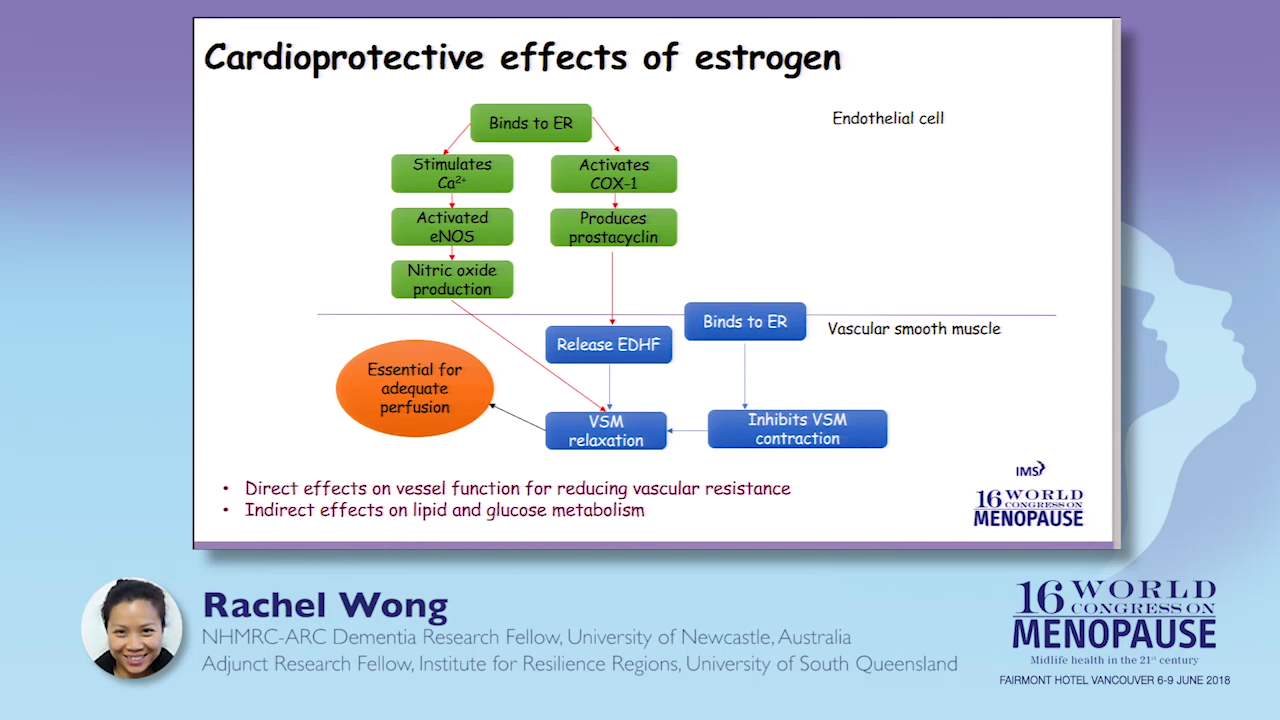 Cardioprotective effects of estrogen
Binds to ER
Endothelial cell
Stimulates
Ca²⁺
Activates
COX-1
Activated
eNOS
Produces
prostacyclin
Nitric oxide
production
Binds to ER
Vascular smooth muscle
Release EDHF
Essential for
adequate
perfusion
VSM
relaxation
Inhibits VSM
contraction
• Direct effects on vessel function for reducing vascular resistance
• Indirect effects on lipid and glucose metabolism
IMS
16 WORLD
CONGRESS ON
MENOPAUSE
Rachel Wong
NHMRC-ARC Dementia Research Fellow, University of Newcastle, Australia
Adjunct Research Fellow, Institute for Resilience Regions, University of South Queensland
16 WORLD
CONGRESS ON
MENOPAUSE
Midlife health in the 21st century
FAIRMONT HOTEL VANCOUVER 6-9 JUNE 2018